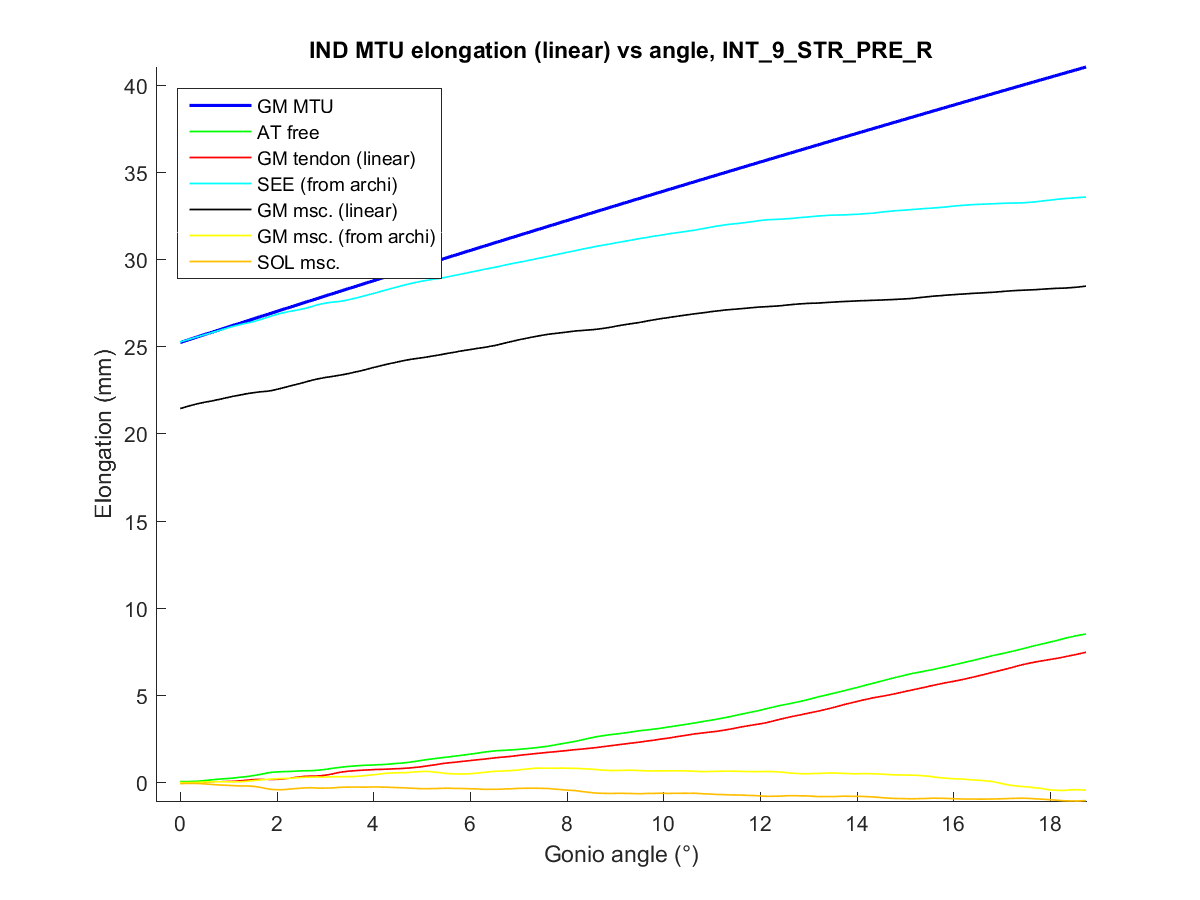 IND MTU elongation (linear) vs angle, INT_9_STR_PRE_R
40
35
30
25
20
15
10
5
0
Elongation (mm)
GM MTU
AT free
GM tendon (linear)
SEE (from archi)
GM msc. (linear)
GM msc. (from archi)
SOL msc.
0 2 4 6 8 10 12 14 16 18
Gonio angle (°)